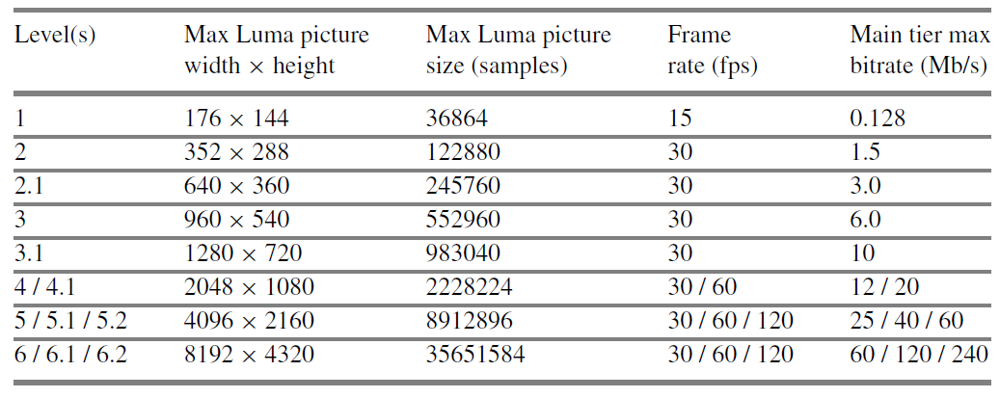 Level(s) Max Luma picture Max Luma picture Frame Main tier max
width × height size (samples) rate (fps) bitrate (Mb/s)
1 176 × 144 36864 15 0.128
2 352 × 288 122880 30 1.5
2.1 640 × 360 245760 30 3.0
3 960 × 540 552960 30 6.0
3.1 1280 × 720 983040 30 10
4 / 4.1 2048 × 1080 2228224 30 / 60 12 / 20
5 / 5.1 / 5.2 4096 × 2160 8912896 30 / 60 / 120 25 / 40 / 60
6 / 6.1 / 6.2 8192 × 4320 35651584 30 / 60 / 120 60 / 120 / 240